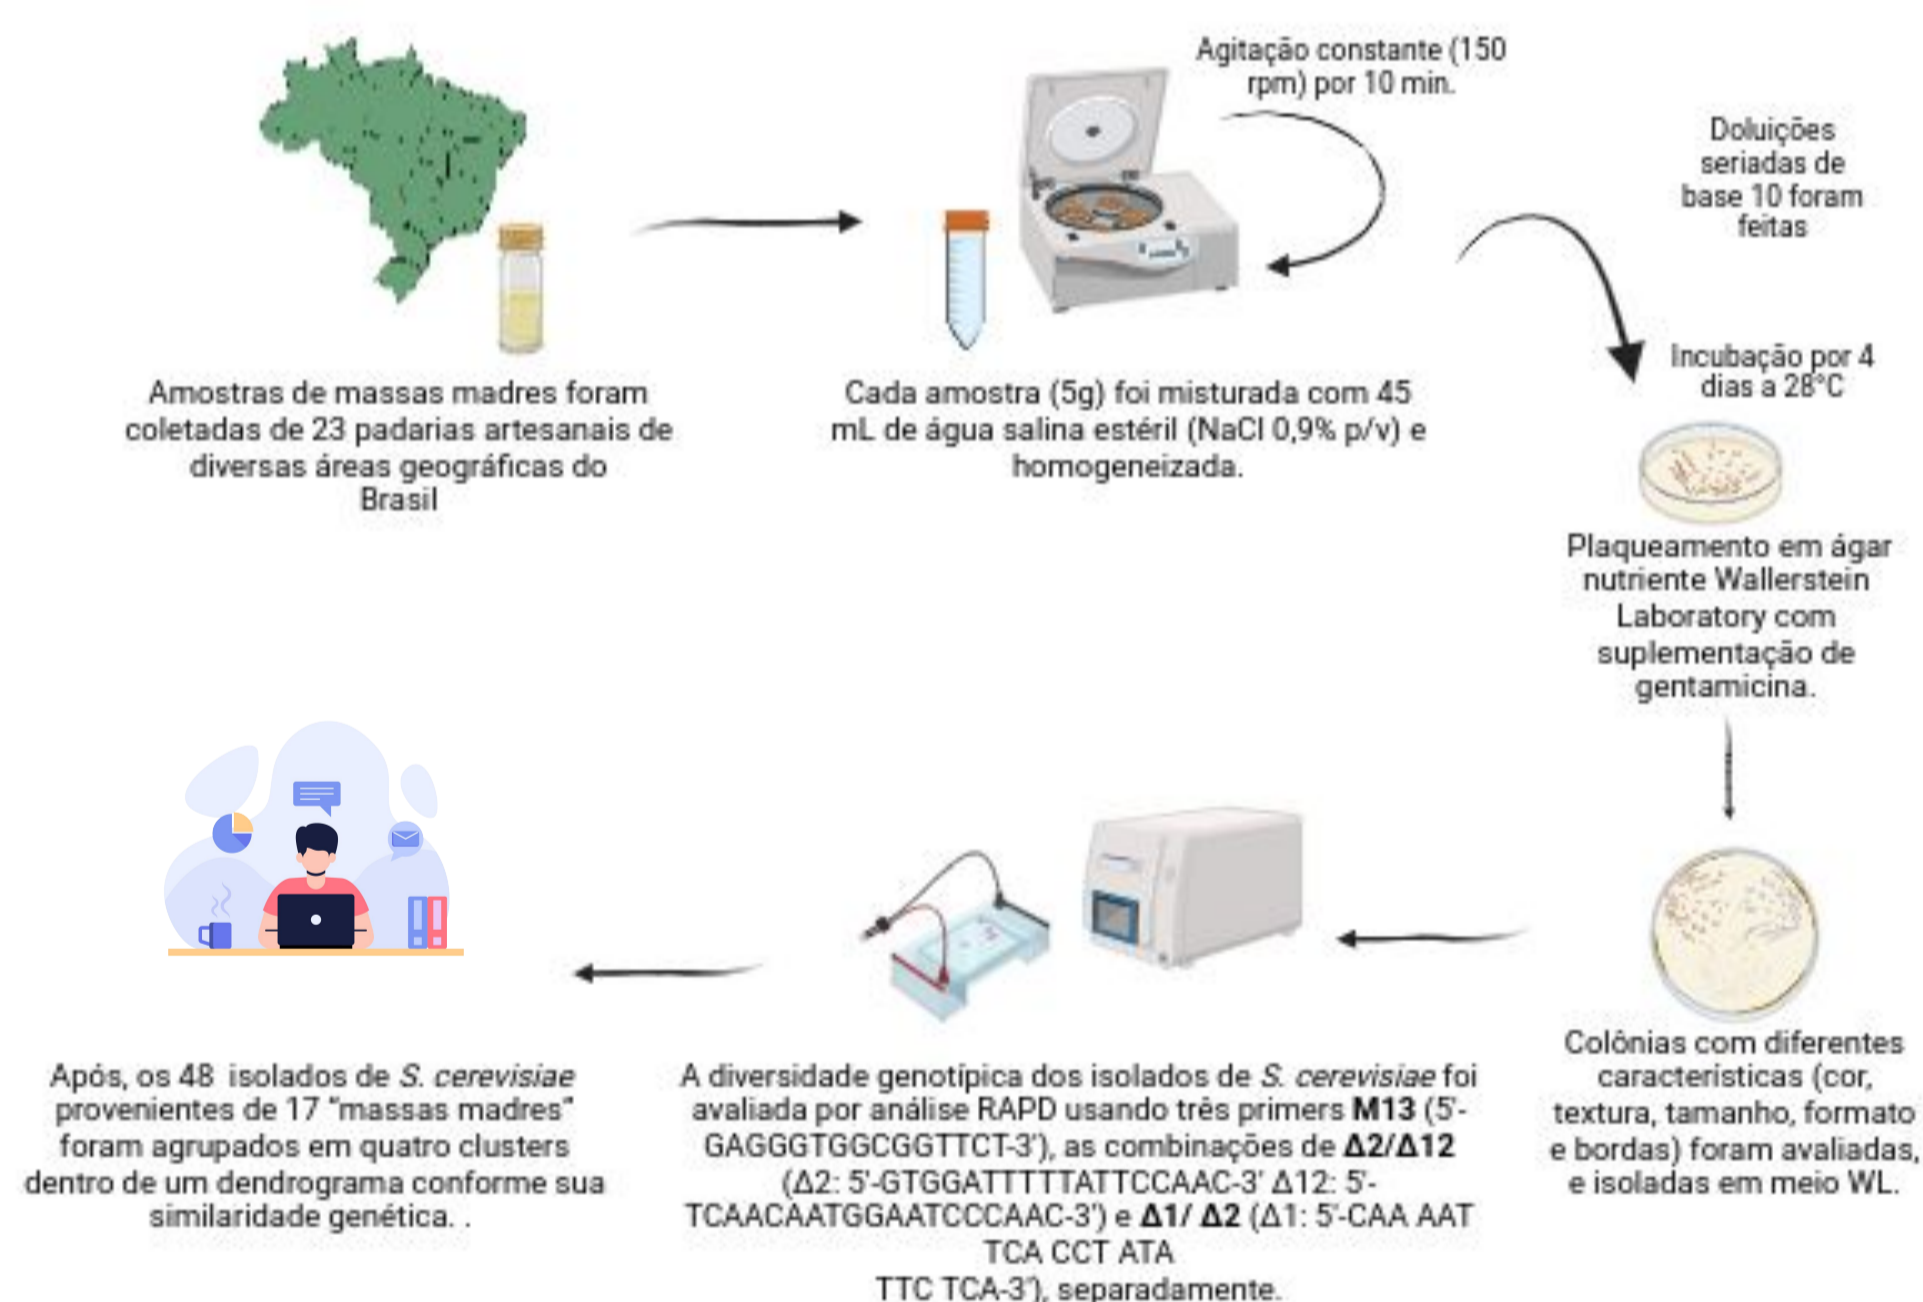 Amostras de massas madres foram
coletadas de 23 padarias artesanais de
diversas áreas geográficas do
Brasil
Agitação constante (150
rpm) por 10 min.
Cada amostra (5g) foi misturada com 45
mL de água salina estéril (NaCl 0,9% p/v) e
homogeneizada.
Doluições
seriadas de
base 10 foram
feitas
Incubação por 4
dias a 28°C
Plaqueamento em ágar
nutriente Wallerstein
Laboratory com
suplementação de
gentamicina.
Colônias com diferentes
características (cor,
textura, tamanho, formato
e bordas) foram avaliadas,
e isoladas em meio WL.
A diversidade genotípica dos isolados de S. cerevisiae foi
avaliada por análise RAPD usando três primers M13 (5'-
GAGGGTGGCGGTTCT-3'), as combinações de Δ2/Δ12
(Δ2: 5'-GTGGATTTTTATTCCAAC-3' Δ12: 5'-
TCAACAATGGAATCCCAAC-3') e Δ1/ Δ2 (Δ1: 5'-CAA AAT
TCA CCT ATA
TTC TCA-3'), separadamente.
Após, os 48 isolados de S. cerevisiae
provenientes de 17 "massas madres"
foram agrupados em quatro clusters
dentro de um dendrograma conforme sua
similaridade genética. .